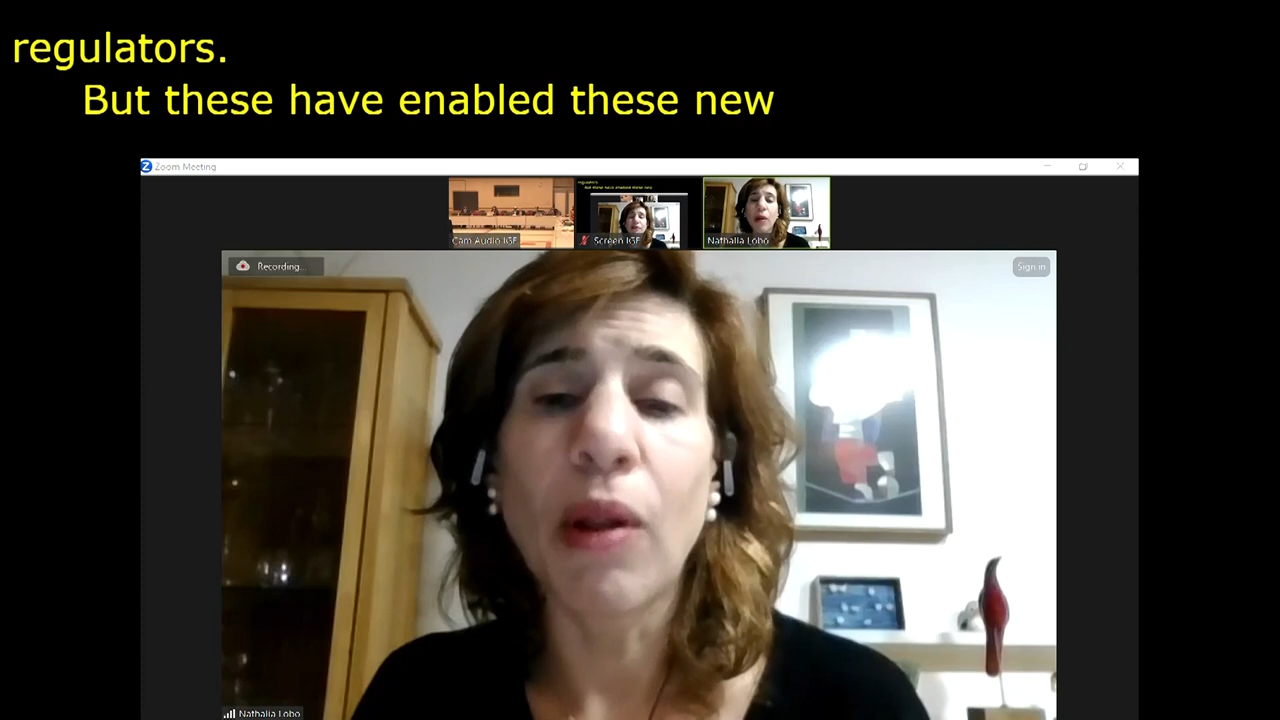 regulators.
But these have enabled these new
Zoom Meeting
Cam Audio IGF
Screen IGF
Nathalia Lobo
Recording...
Sign in
Nathalia Lobo